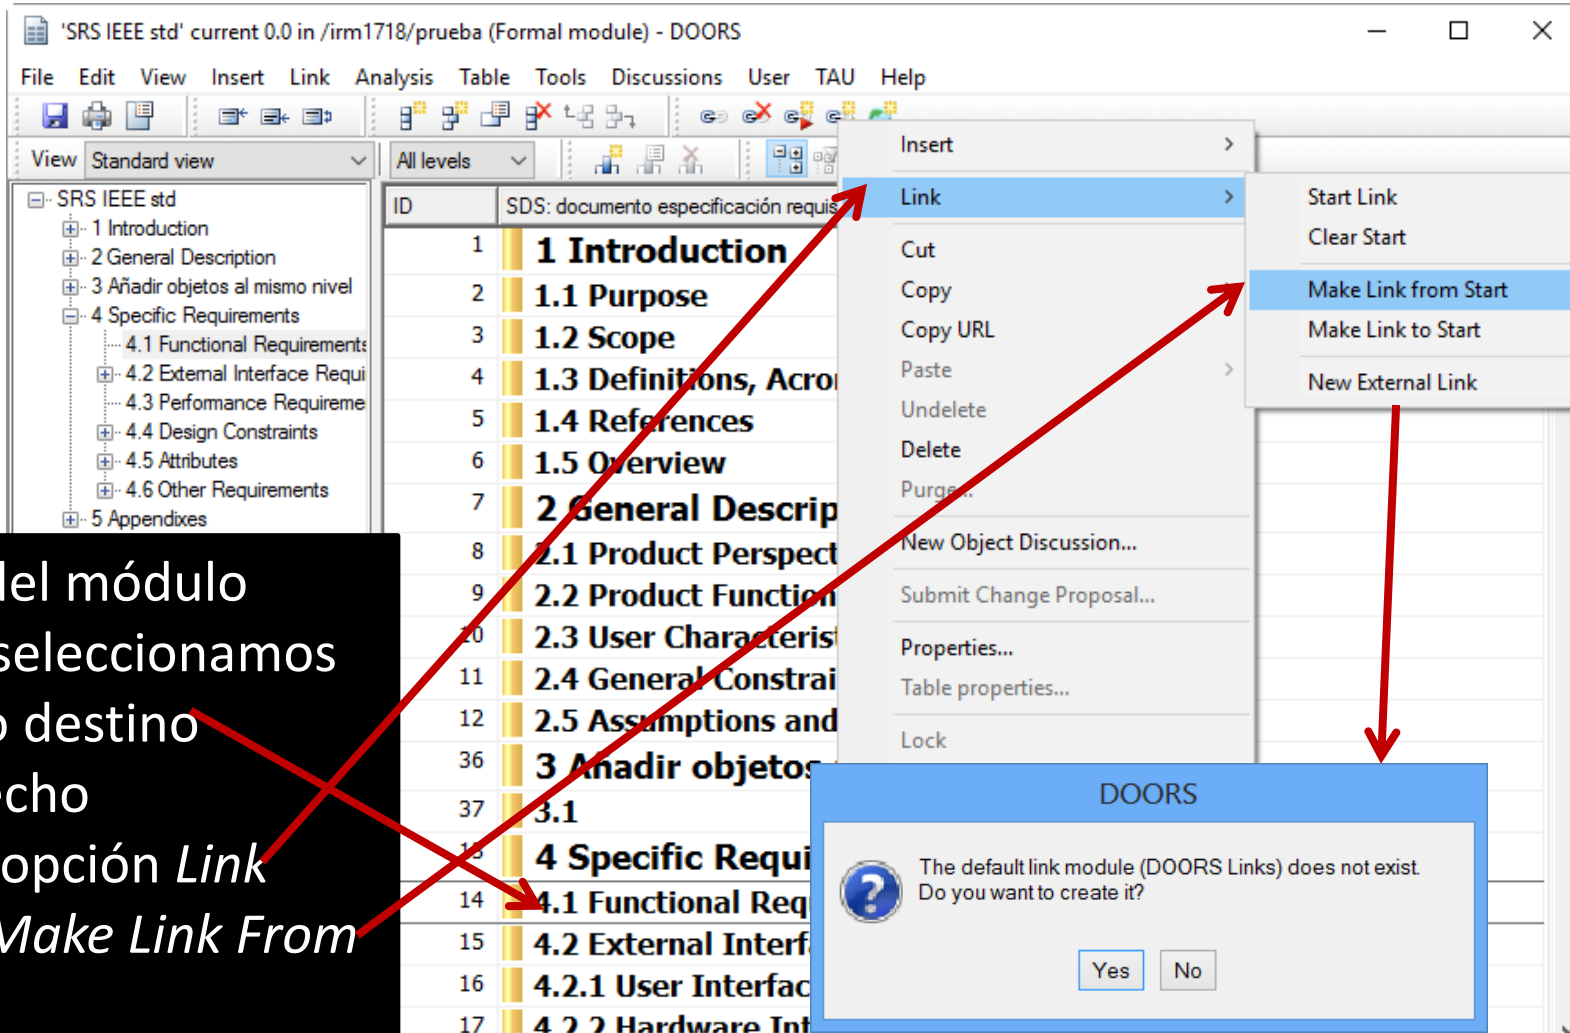 'SRS IEEE std' current 0.0 in /irm1718/prueba (Formal module) - DOORS
File Edit View Insert Link Analysis Table Tools Discussions User TAU Help
View Standard view All levels
SRS IEEE std
1 Introduction
2 General Description
3 Añadir objetos al mismo nivel
4 Specific Requirements
4.1 Functional Requirements
4.2 External Interface Requi
4.3 Performance Requireme
4.4 Design Constraints
4.5 Attributes
4.6 Other Requirements
5 Appendixes
ID SDS: documento especificación requis
1 1 Introduction
2 1.1 Purpose
3 1.2 Scope
4 1.3 Definitions, Acro
5 1.4 References
6 1.5 Overview
7 2 General Descrip
8 2.1 Product Perspect
9 2.2 Product Function
10 2.3 User Characteris
11 2.4 General Constrai
12 2.5 Assumptions and
36 3 Añadir objetos
37 3.1
13 4 Specific Requi
14 4.1 Functional Req
15 4.2 External Interf
16 4.2.1 User Interfac
17 4.2.2 Hardware Int
Insert
Link
Cut
Copy
Copy URL
Paste
Undelete
Delete
Purge...
New Object Discussion...
Submit Change Proposal...
Properties...
Table properties...
Lock
Start Link
Clear Start
Make Link from Start
Make Link to Start
New External Link
DOORS
The default link module (DOORS Links) does not exist.
Do you want to create it?
Yes No
del módulo
seleccionamos
o destino
echo
opción Link
Make Link From